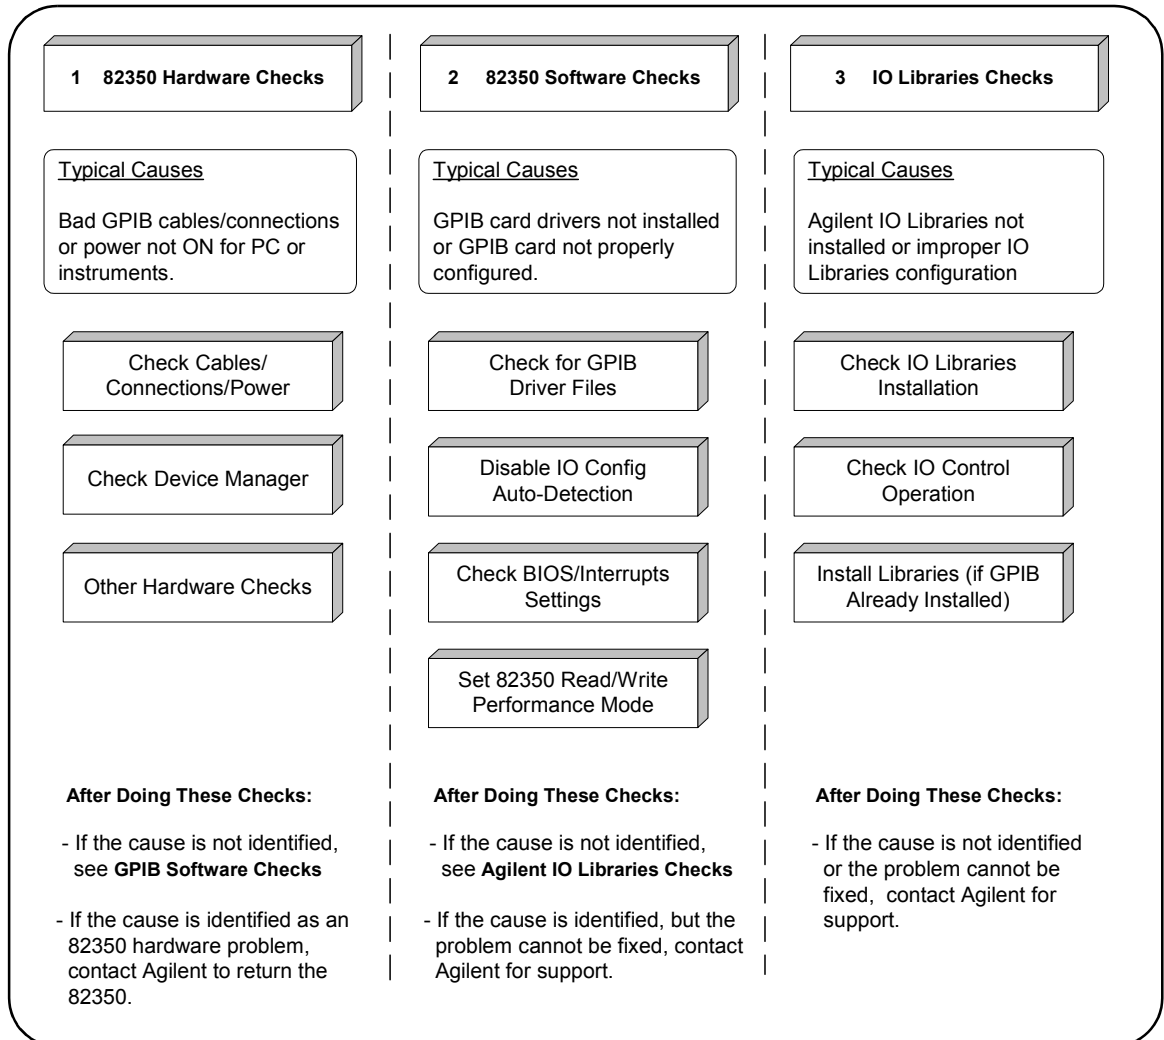 1 82350 Hardware Checks
Typical Causes
Bad GPIB cables/connections
or power not ON for PC or
instruments.
Check Cables/
Connections/Power
Check Device Manager
Other Hardware Checks
After Doing These Checks:
- If the cause is not identified,
see GPIB Software Checks
- If the cause is identified as an
82350 hardware problem,
contact Agilent to return the
82350.
2 82350 Software Checks
Typical Causes
GPIB card drivers not installed
or GPIB card not properly
configured.
Check for GPIB
Driver Files
Disable IO Config
Auto-Detection
Check BIOS/Interrupts
Settings
Set 82350 Read/Write
Performance Mode
After Doing These Checks:
- If the cause is not identified,
see Agilent IO Libraries Checks
- If the cause is identified, but the
problem cannot be fixed, contact
Agilent for support.
3 IO Libraries Checks
Typical Causes
Agilent IO Libraries not
installed or improper IO
Libraries configuration
Check IO Libraries
Installation
Check IO Control
Operation
Install Libraries (if GPIB
Already Installed)
After Doing These Checks:
- If the cause is not identified
or the problem cannot be
fixed, contact Agilent for
support.